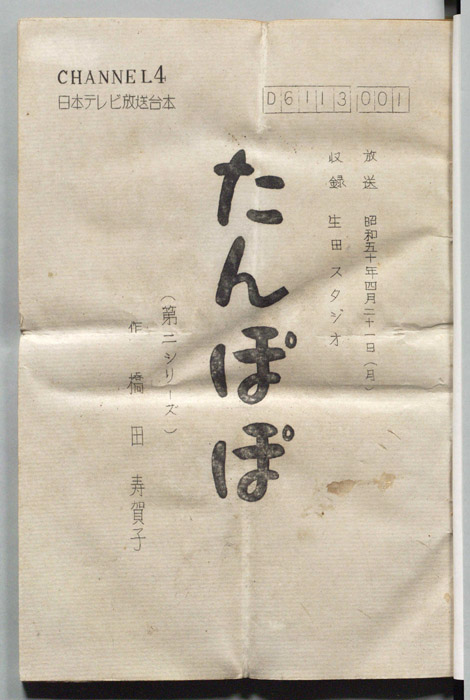 CHANNEL4
日本テレビ放送台本
D6113001
放送 昭和五十年四月二十一日(月)
収録 生田スタジオ
たんぽぽ
(第二シリーズ)
作 橋田寿賀子